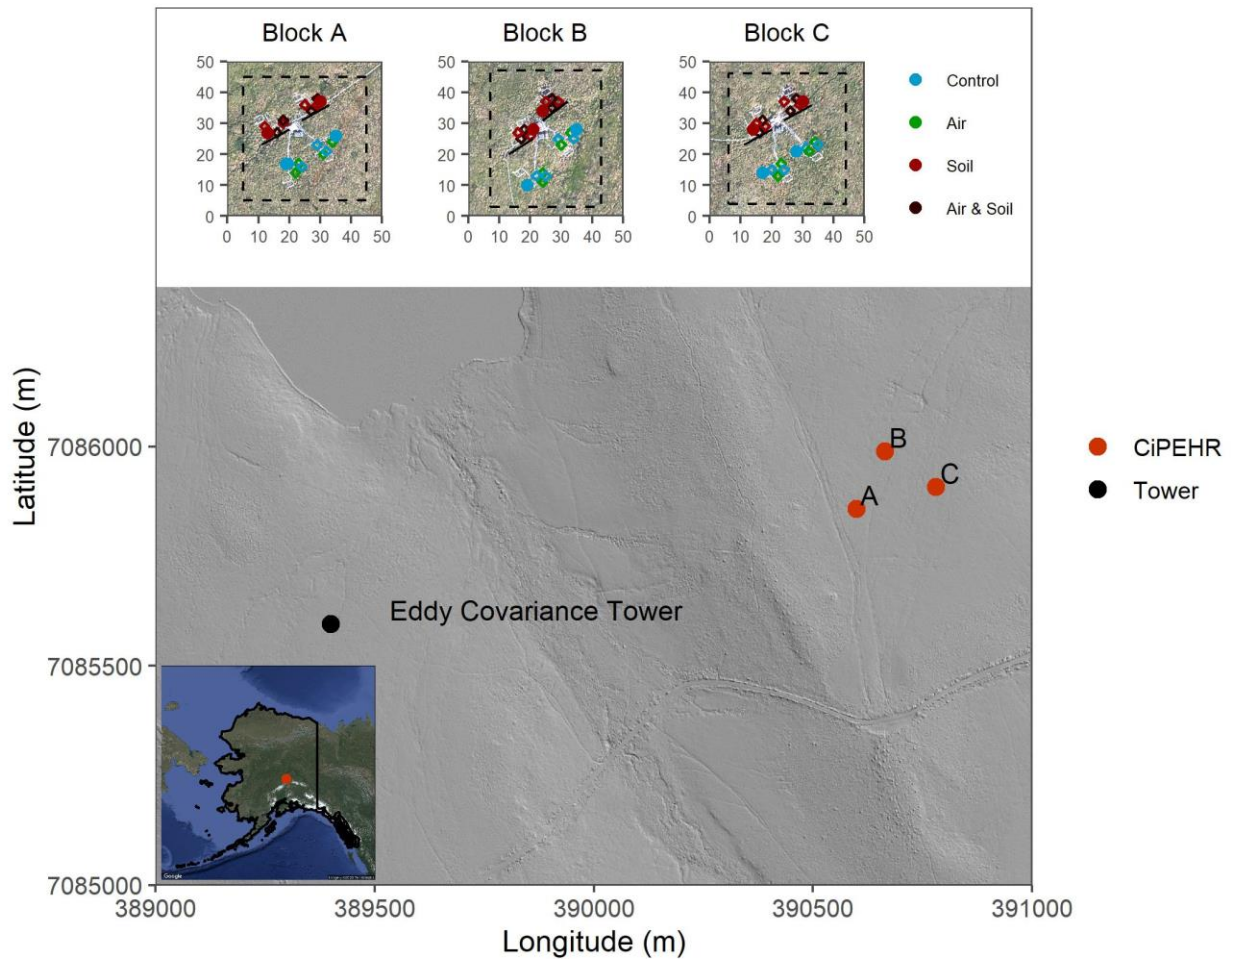 Block A
Block B
Block C
50
40
30
20
10
0
0 10 20 30 40 50
50
40
30
20
10
0
0 10 20 30 40 50
50
40
30
20
10
0
0 10 20 30 40 50
Control
Air
Soil
Air & Soil
Latitude (m)
7086000
7085500
7085000
B
C
A
Eddy Covariance Tower
CiPEHR
Tower
Google
389000 389500 390000 390500 391000
Longitude (m)